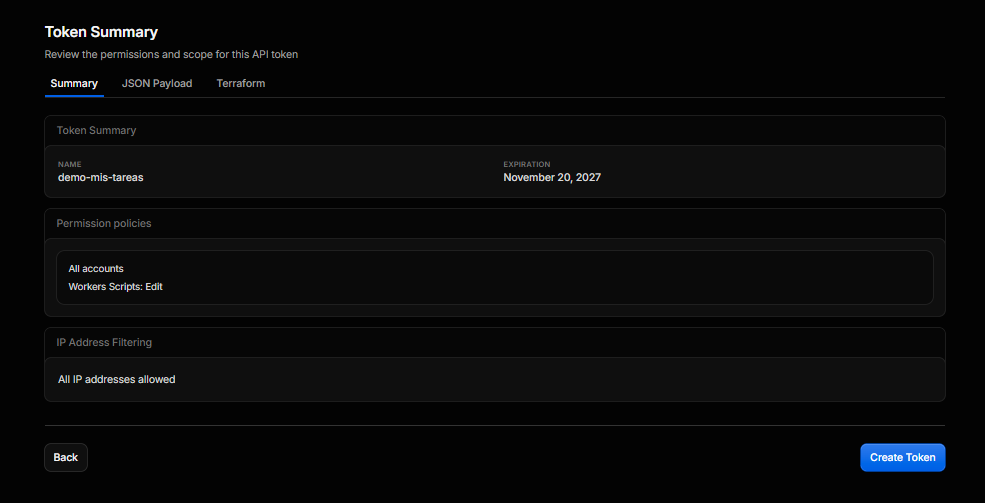 Token Summary
Review the permissions and scope for this API token
Summary JSON Payload Terraform
Token Summary
NAME EXPIRATION
demo-mis-tareas November 20, 2027
Permission policies
All accounts
Workers Scripts: Edit
IP Address Filtering
All IP addresses allowed
Back Create Token